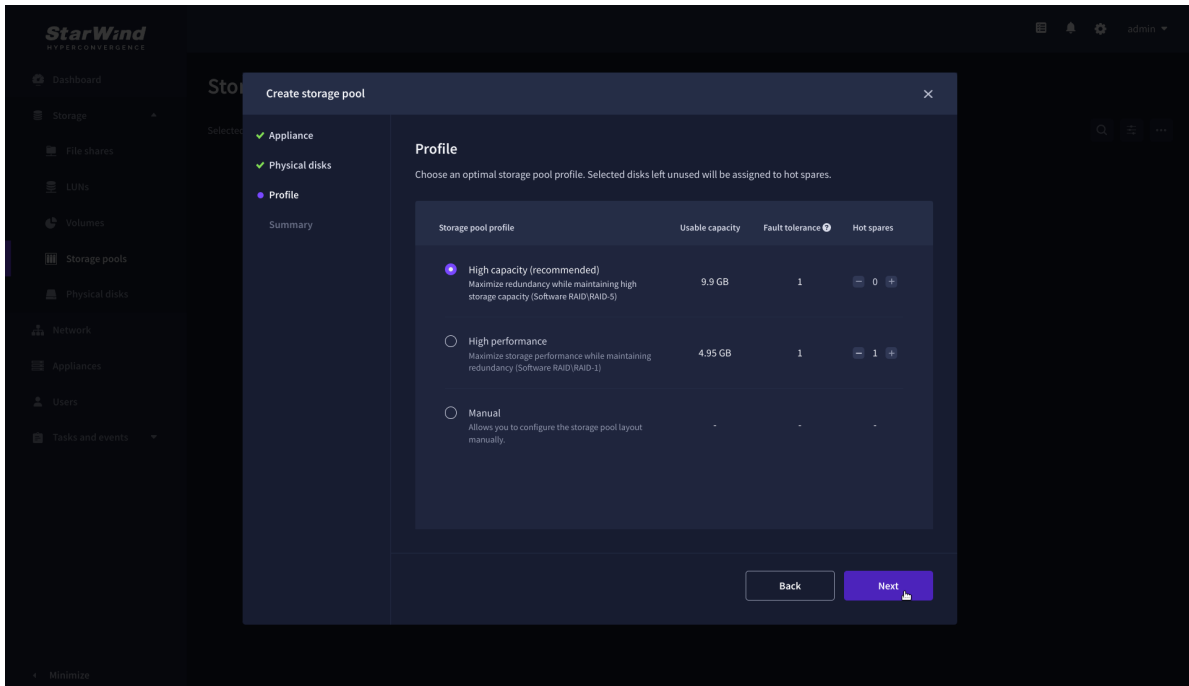 StarWind
HYPERCONVERGENCE
admin
Dashboard
Stor
Create storage pool
Storage
Selected
Appliance
File shares
Physical disks
Profile
Choose an optimal storage pool profile. Selected disks left unused will be assigned to hot spares.
LUNs
Profile
Volumes
Summary
Storage pool profile Usable capacity Fault tolerance ? Hot spares
Storage pools
High capacity (recommended)
Maximize redundancy while maintaining high
storage capacity (Software RAID\RAID-5)
9.9 GB 1 0
Physical disks
Network
High performance
Maximize storage performance while maintaining
redundancy (Software RAID\RAID-1)
4.95 GB 1 1
Appliances
Users
Manual
Allows you to configure the storage pool layout
manually.
- - -
Tasks and events
Back Next
Minimize